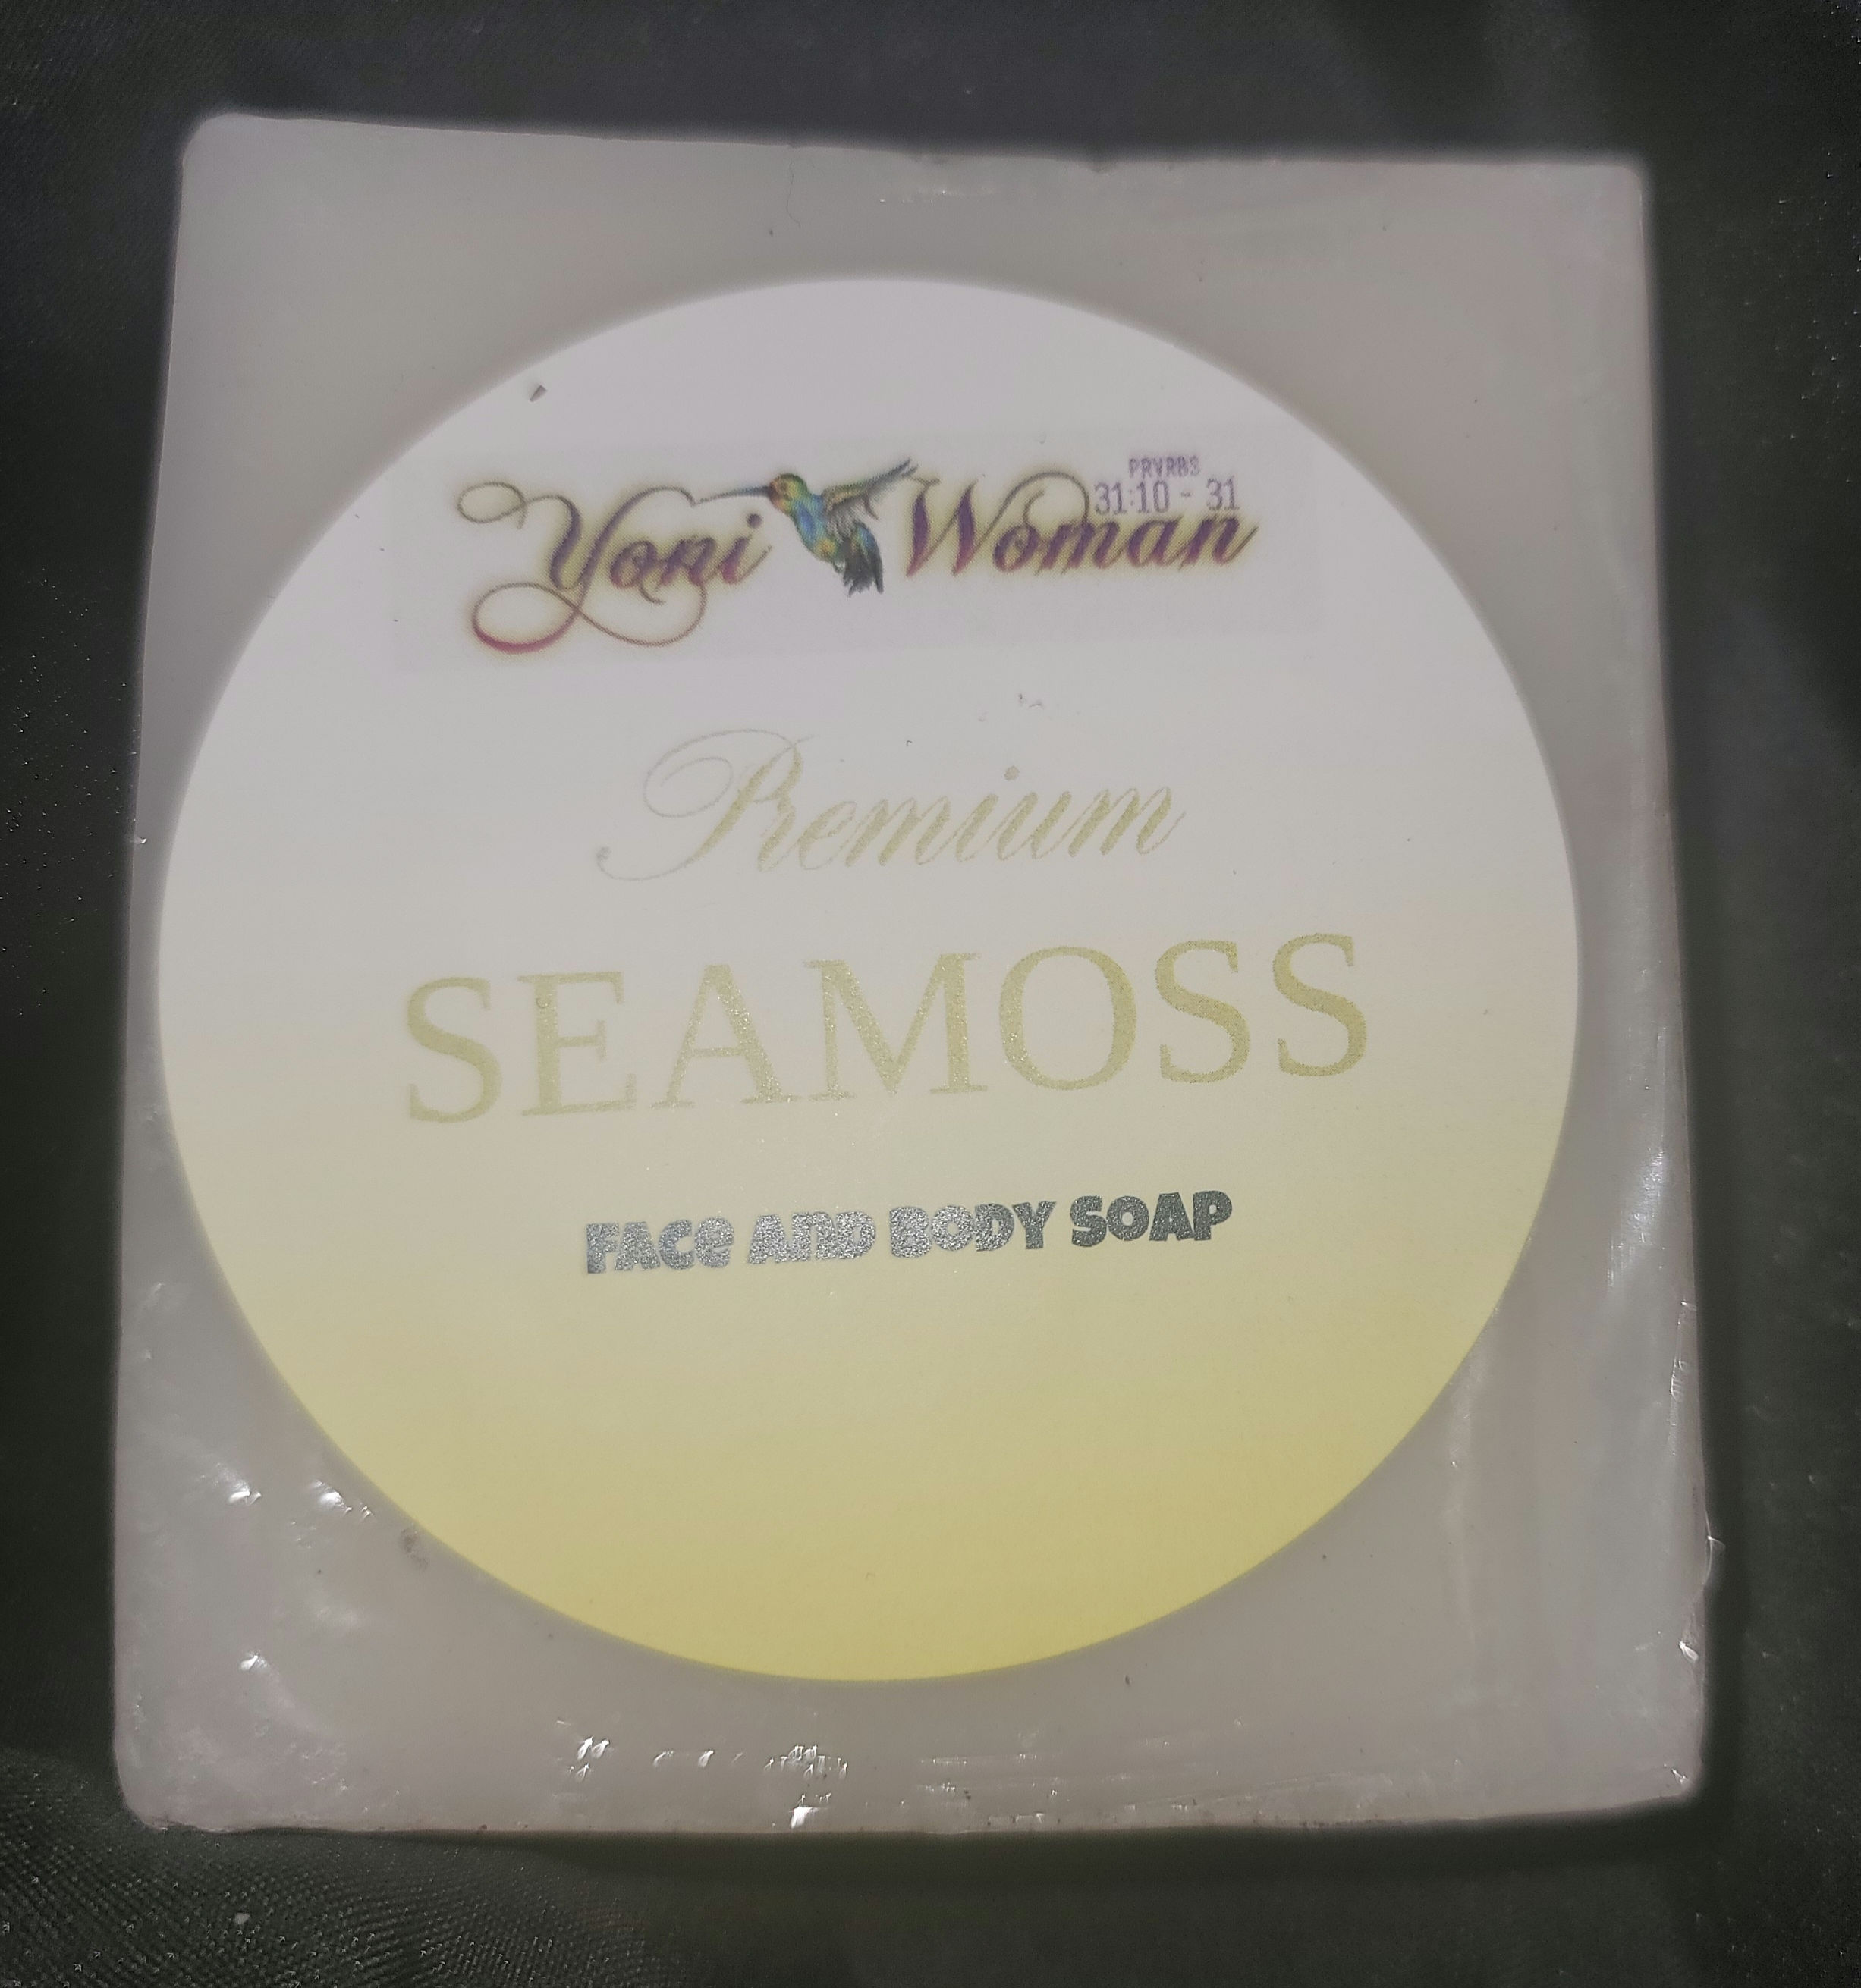 PRVRBS
31:10 - 31
Yoni Woman
Premium
SEAMOSS
FACE AND BODY SOAP